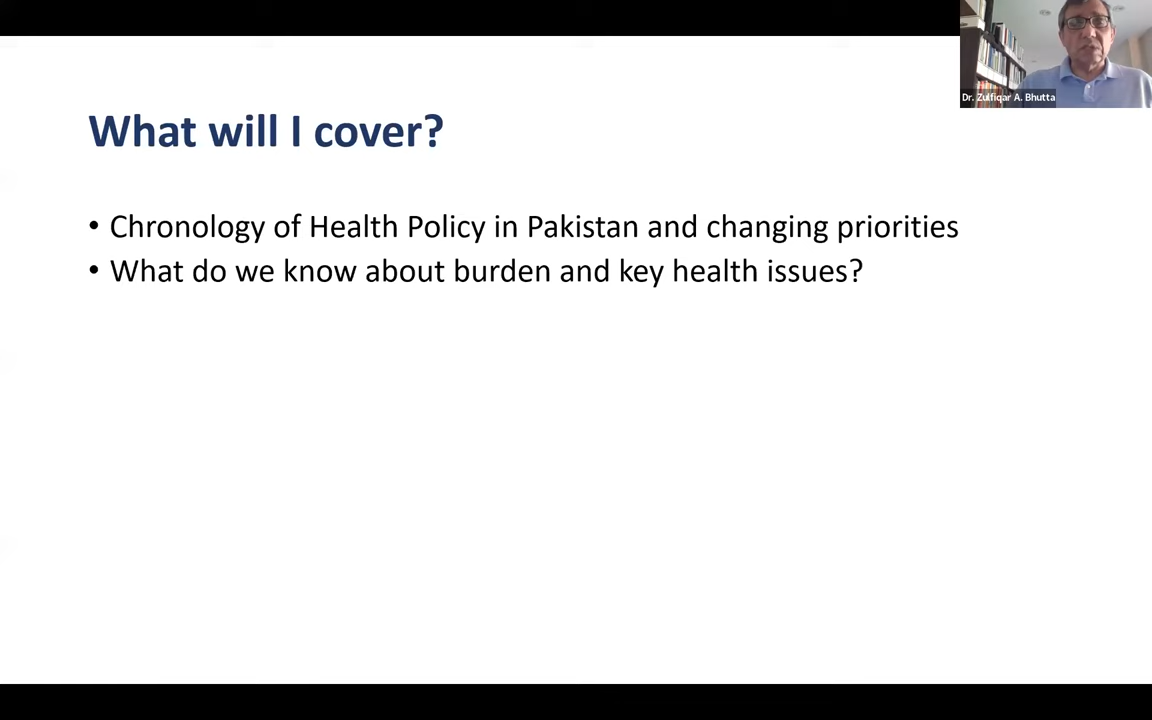 Dr. Zulfiqar A. Bhutta
What will I cover?
• Chronology of Health Policy in Pakistan and changing priorities
• What do we know about burden and key health issues?